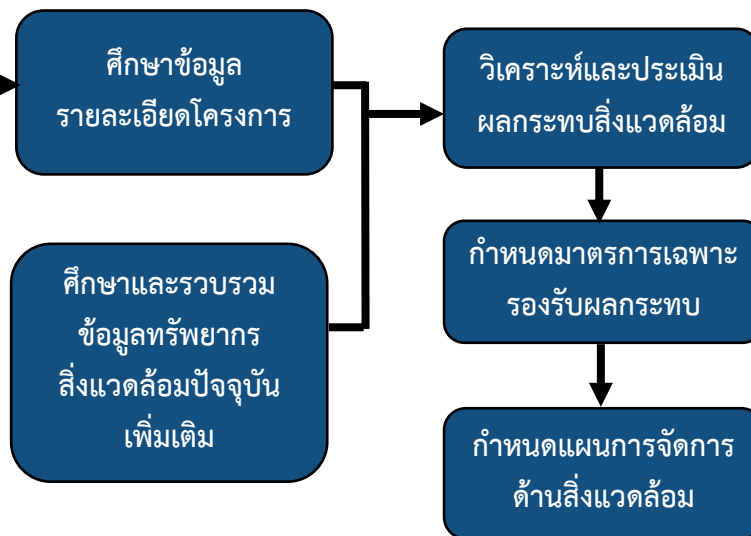 ศึกษาข้อมูล
รายละเอียดโครงการ
ศึกษาและรวบรวม
ข้อมูลทรัพยากร
สิ่งแวดล้อมปัจจุบัน
เพิ่มเติม
วิเคราะห์และประเมิน
ผลกระทบสิ่งแวดล้อม
กำหนดมาตรการเฉพาะ
รองรับผลกระทบ
กำหนดแผนการจัดการ
ด้านสิ่งแวดล้อม